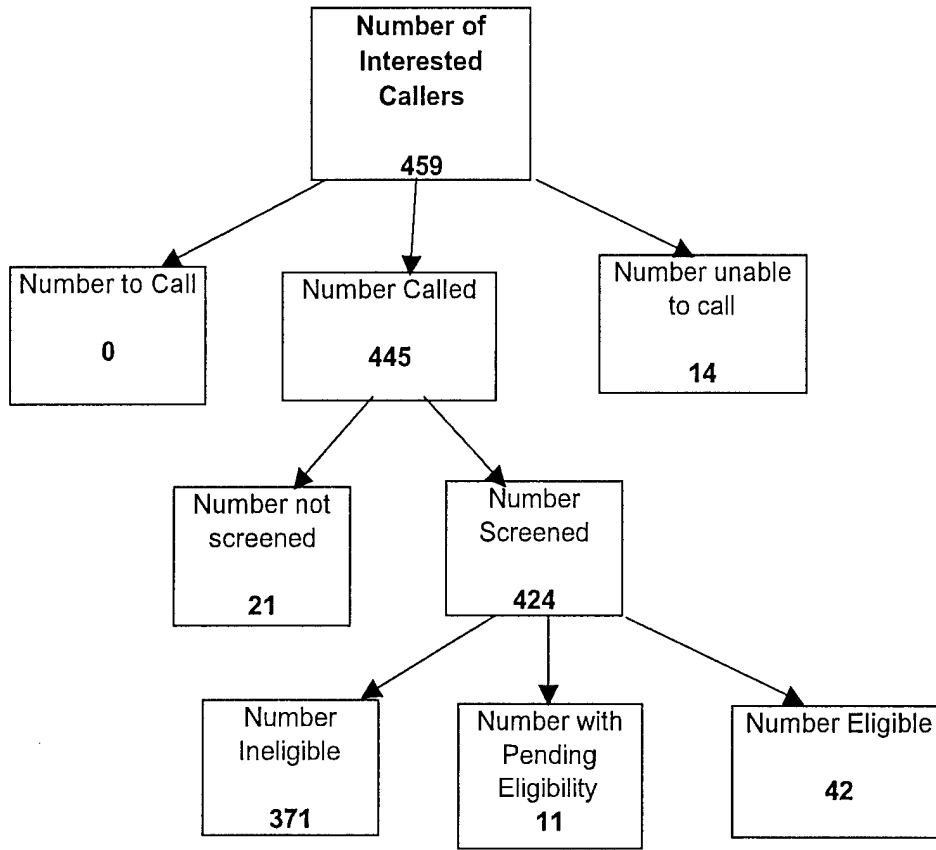 Number of
Interested
Callers
459
Number to Call
0
Number Called
445
Number unable
to call
14
Number not
screened
21
Number
Screened
424
Number
Ineligible
371
Number with
Pending
Eligibility
11
Number Eligible
42